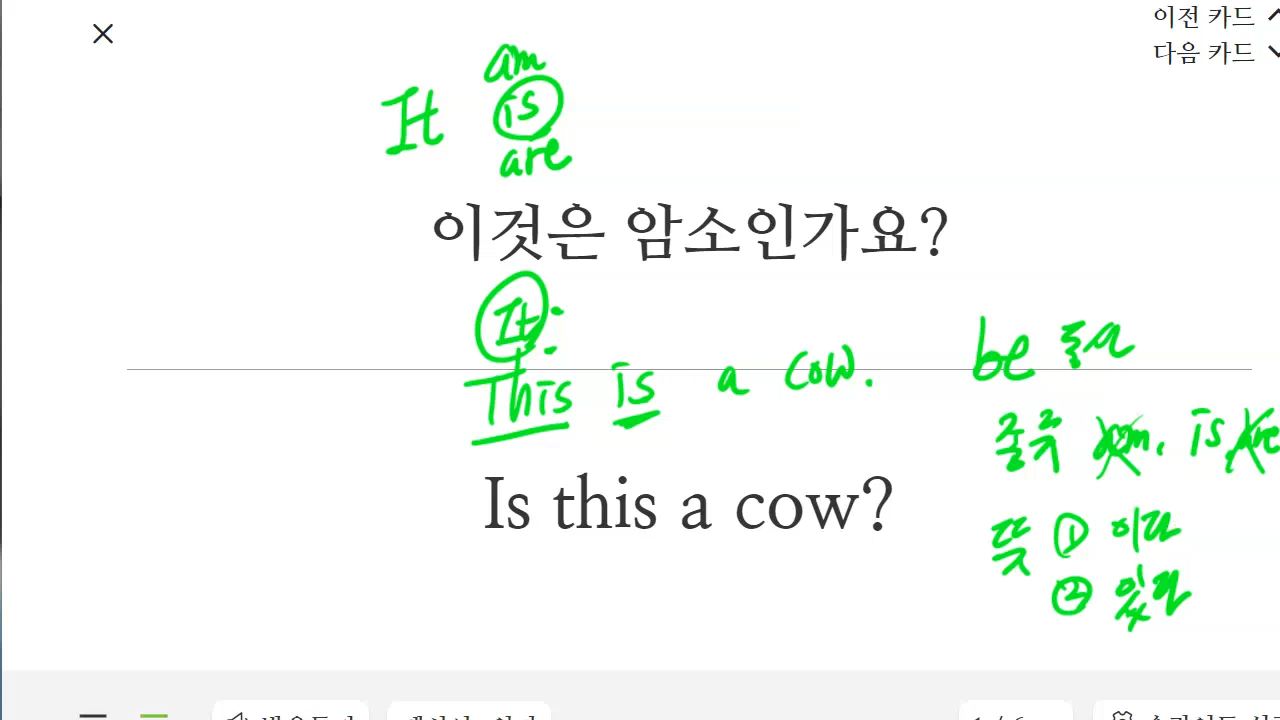 이전 카드
다음 카드
am
It is
are
이것은 암소인가요?
It
This is a cow.
be 동사
종류 am, is, are
Is this a cow?
뜻 ① 이다
② 있다